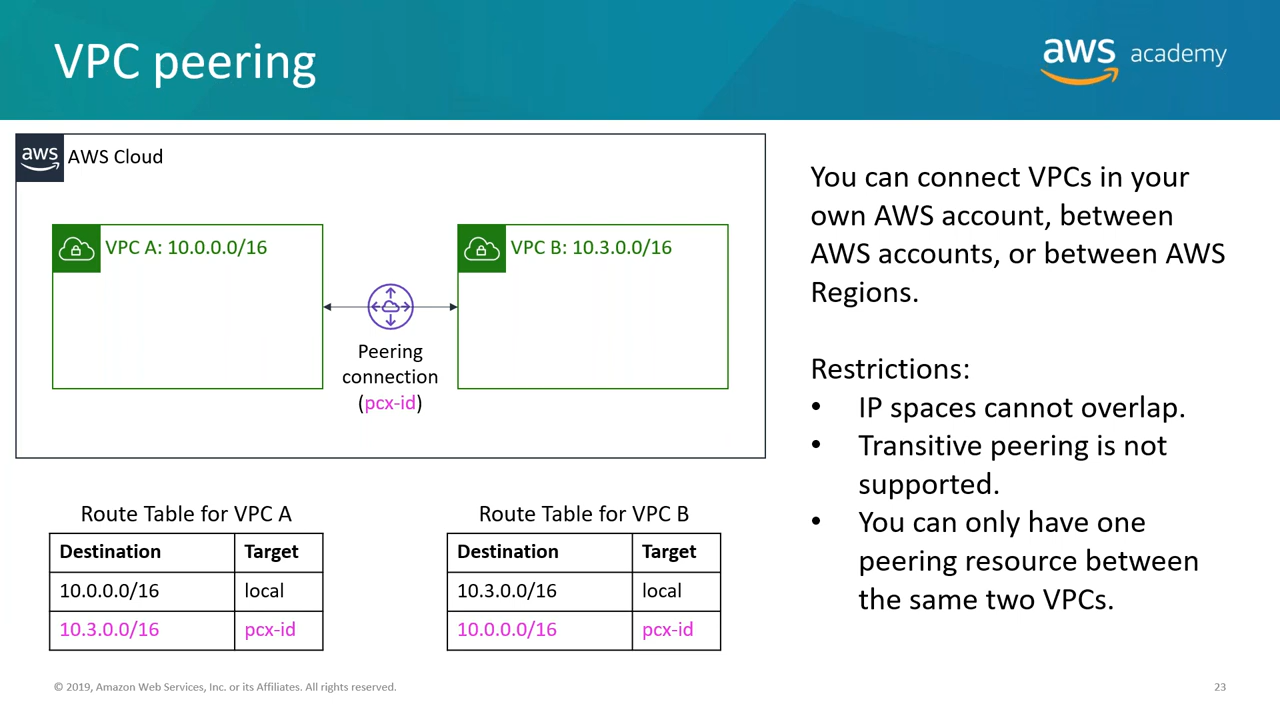 VPC peering
aws academy
aws AWS Cloud
VPC A: 10.0.0.0/16
VPC B: 10.3.0.0/16
Peering
connection
(pcx-id)
Route Table for VPC A
Destination Target
10.0.0.0/16 local
10.3.0.0/16 pcx-id
Route Table for VPC B
Destination Target
10.3.0.0/16 local
10.0.0.0/16 pcx-id
You can connect VPCs in your
own AWS account, between
AWS accounts, or between AWS
Regions.
Restrictions:
• IP spaces cannot overlap.
• Transitive peering is not
supported.
• You can only have one
peering resource between
the same two VPCs.
© 2019, Amazon Web Services, Inc. or its Affiliates. All rights reserved.
23